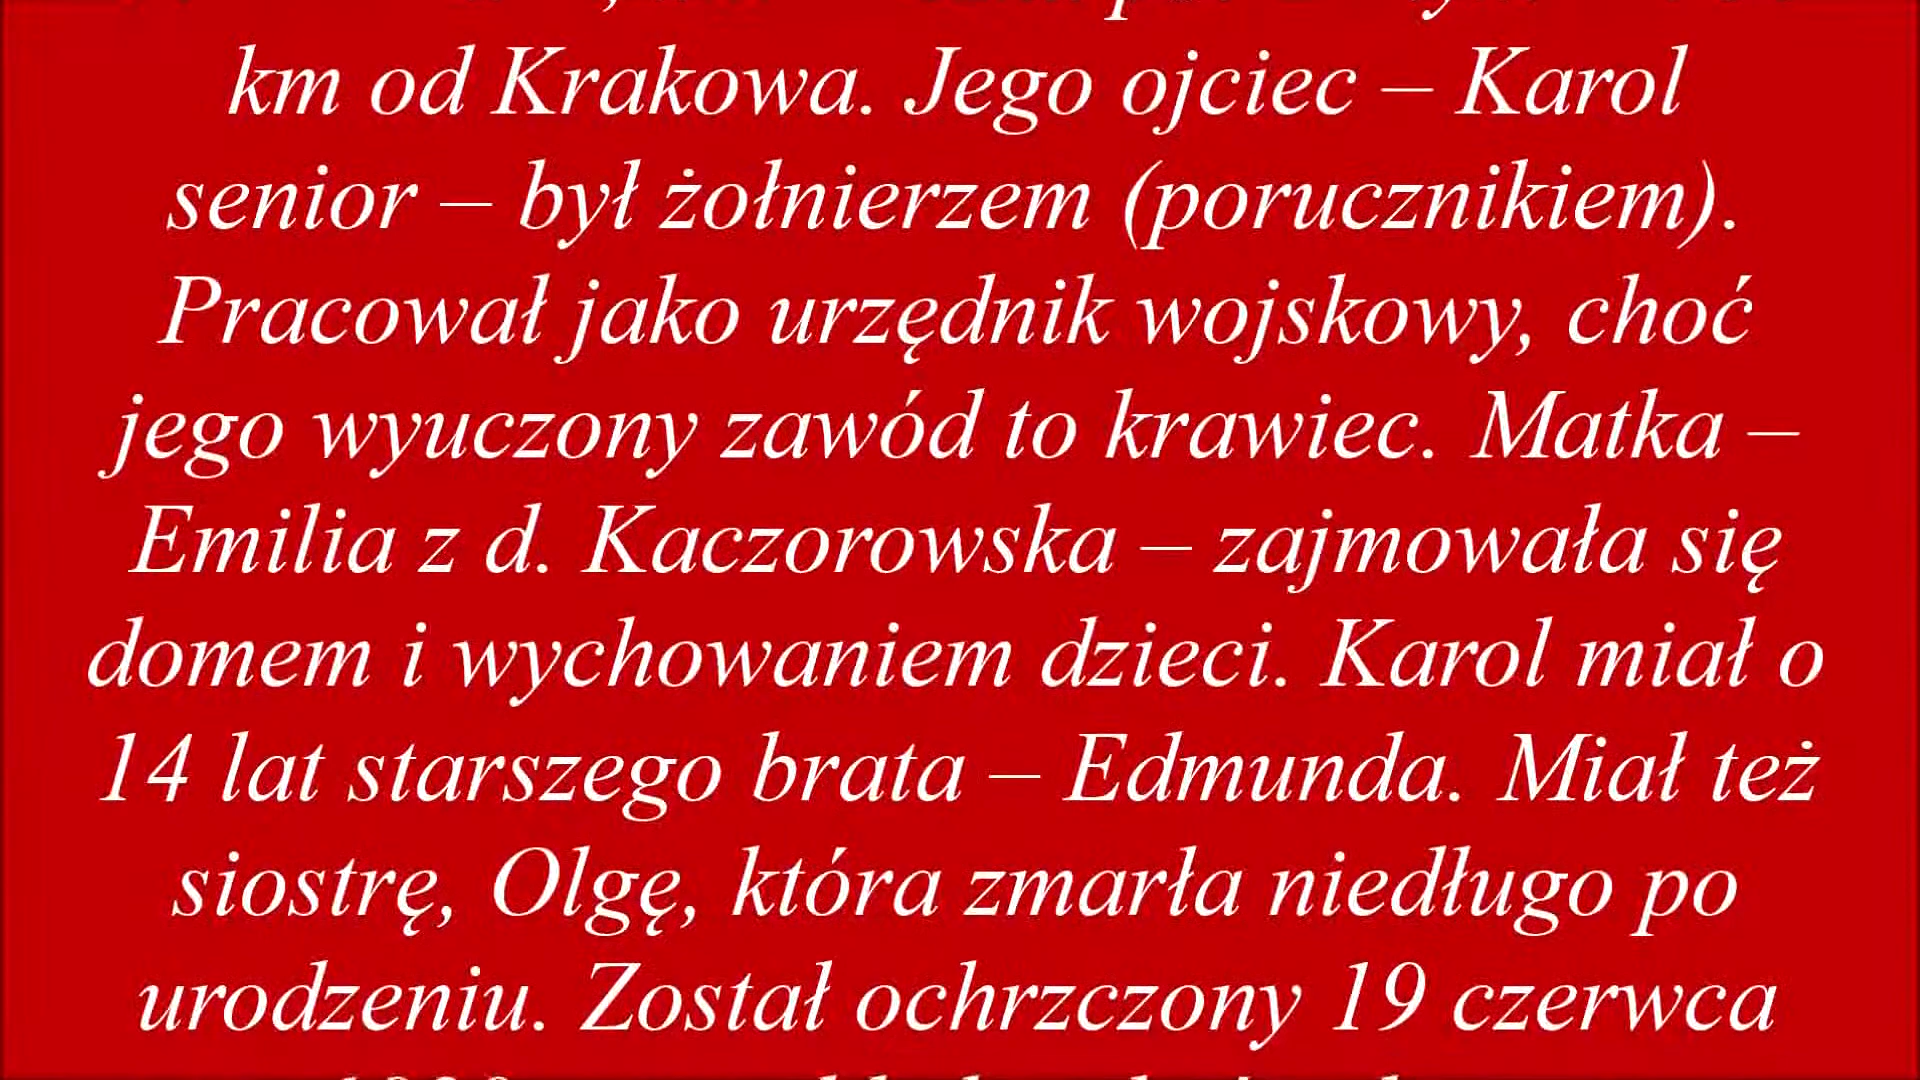 km od Krakowa. Jego ojciec – Karol
senior – był żołnierzem (porucznikiem).
Pracował jako urzędnik wojskowy, choć
jego wyuczony zawód to krawiec. Matka –
Emilia z d. Kaczorowska – zajmowała się
domem i wychowaniem dzieci. Karol miał o
14 lat starszego brata – Edmunda. Miał też
siostrę, Olgę, która zmarła niedługo po
urodzeniu. Został ochrzczony 19 czerwca